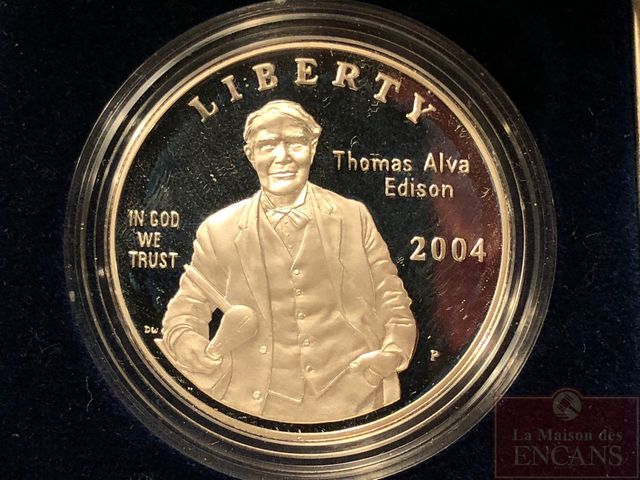 LIBERTY
Thomas Alva
Edison
IN GOD
WE
TRUST
2004
DW
P
La Maison des
ENCANS